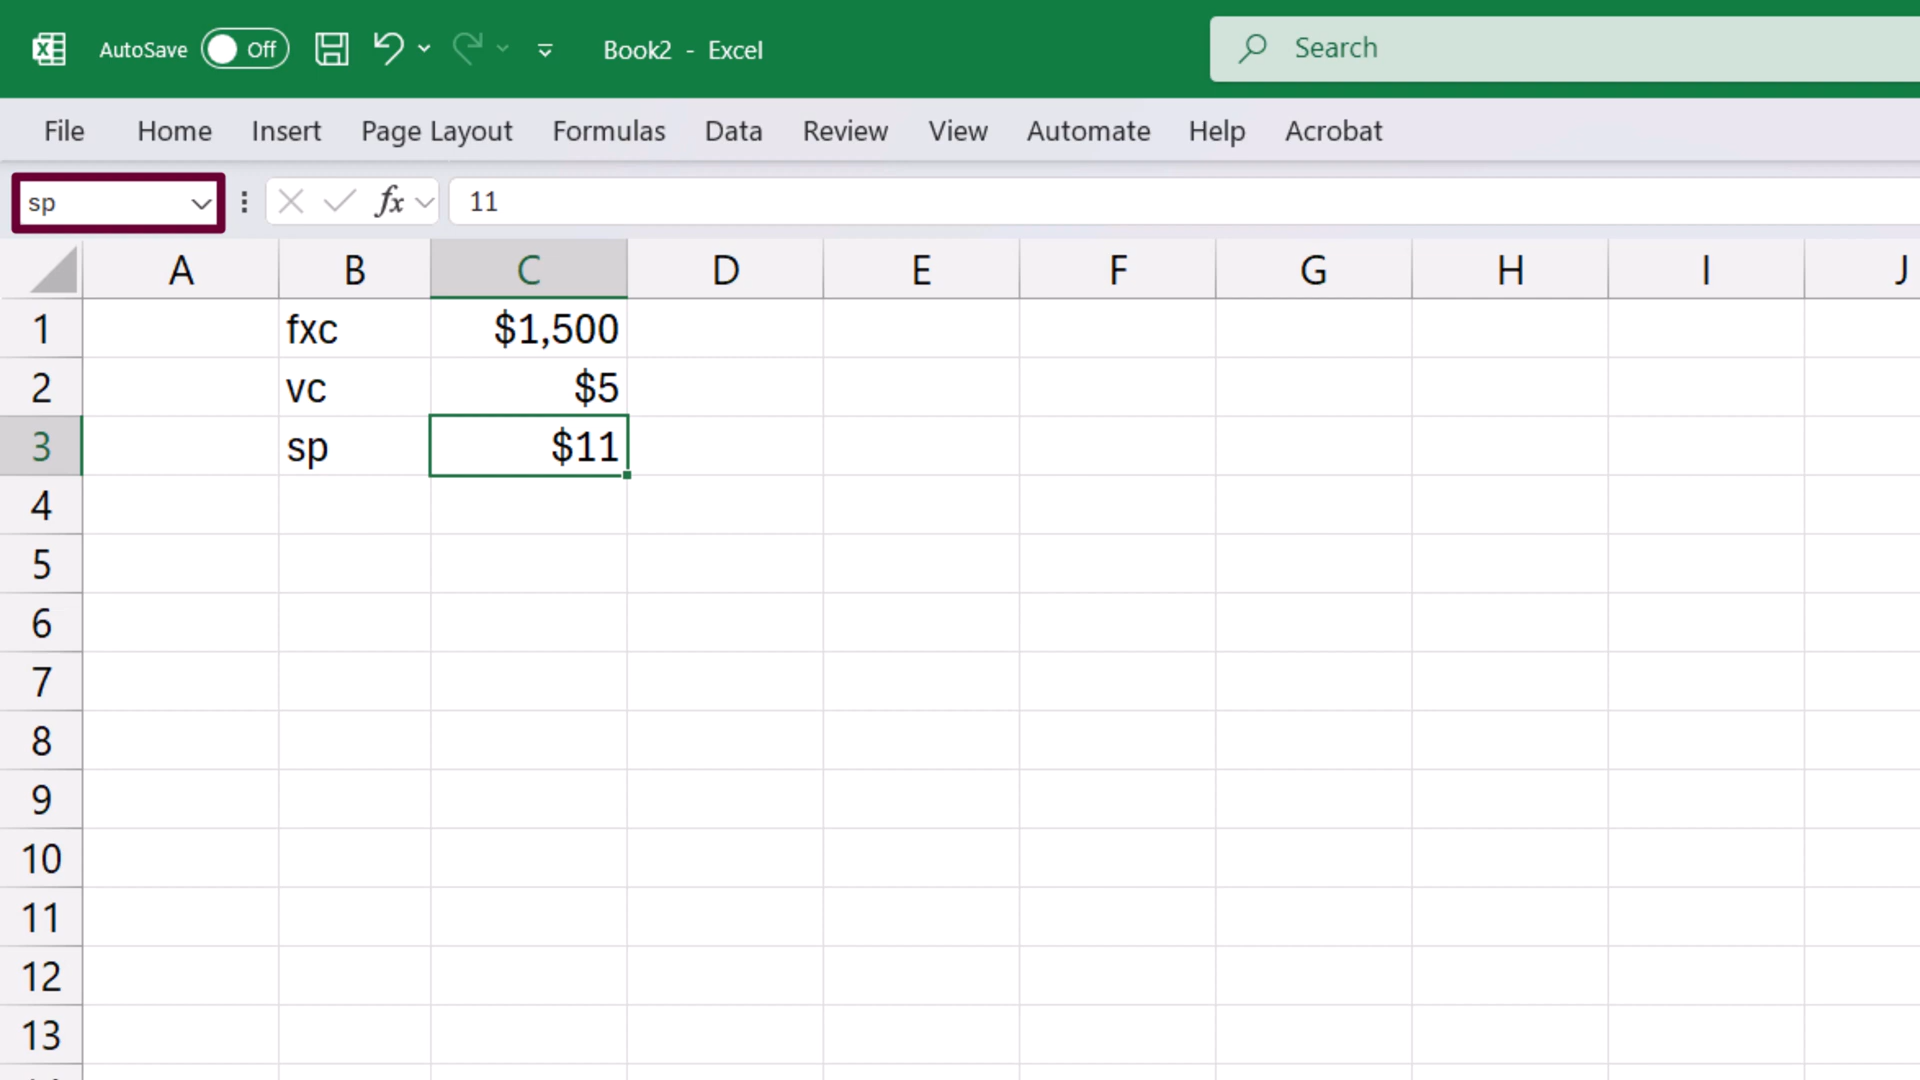 AutoSave Off Book2 - Excel Search
File Home Insert Page Layout Formulas Data Review View Automate Help Acrobat
sp fx 11
A B C D E F G H I J
1 fxc $1,500
2 vc $5
3 sp $11
4
5
6
7
8
9
10
11
12
13